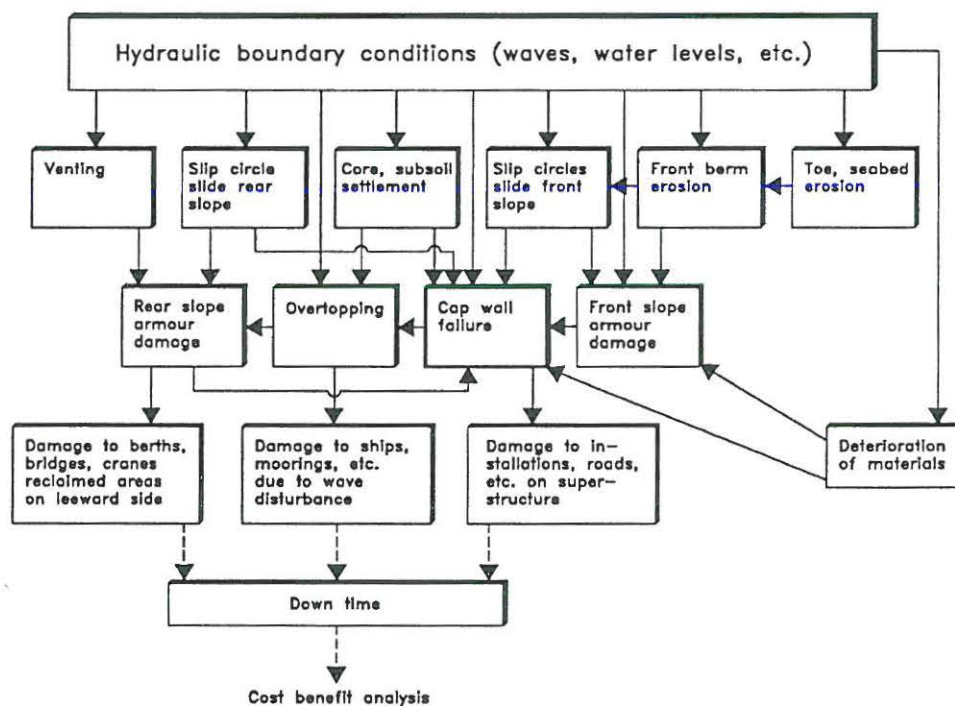 Hydraulic boundary conditions (waves, water levels, etc.)
Venting
Slip circle
slide rear
slope
Core, subsoil
settlement
Slip circles
slide front
slope
Front berm
erosion
Toe, seabed
erosion
Rear slope
armour
damage
Overtopping
Cap wall
failure
Front slope
armour
damage
Damage to berths,
bridges, cranes
reclaimed areas
on leeward side
Damage to ships,
moorings, etc.
due to wave
disturbance
Damage to in-
stallations, roads,
etc. on super-
structure
Deterioration
of materials
Down time
Cost benefit analysis